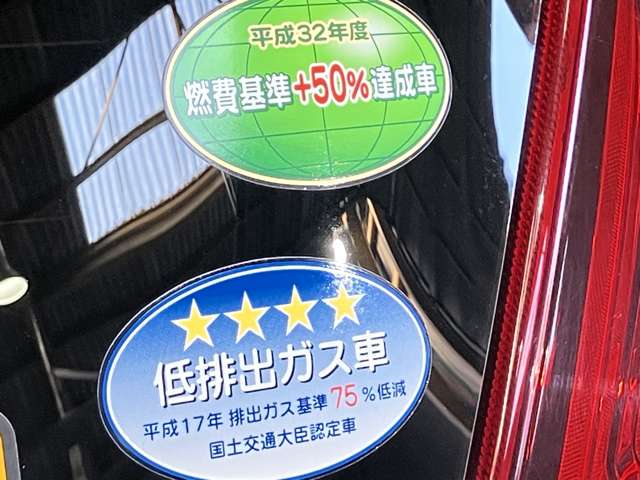 平成32年度
燃費基準+50%達成車
低排出ガス車
平成17年 排出ガス基準75%低減
国土交通大臣認定車